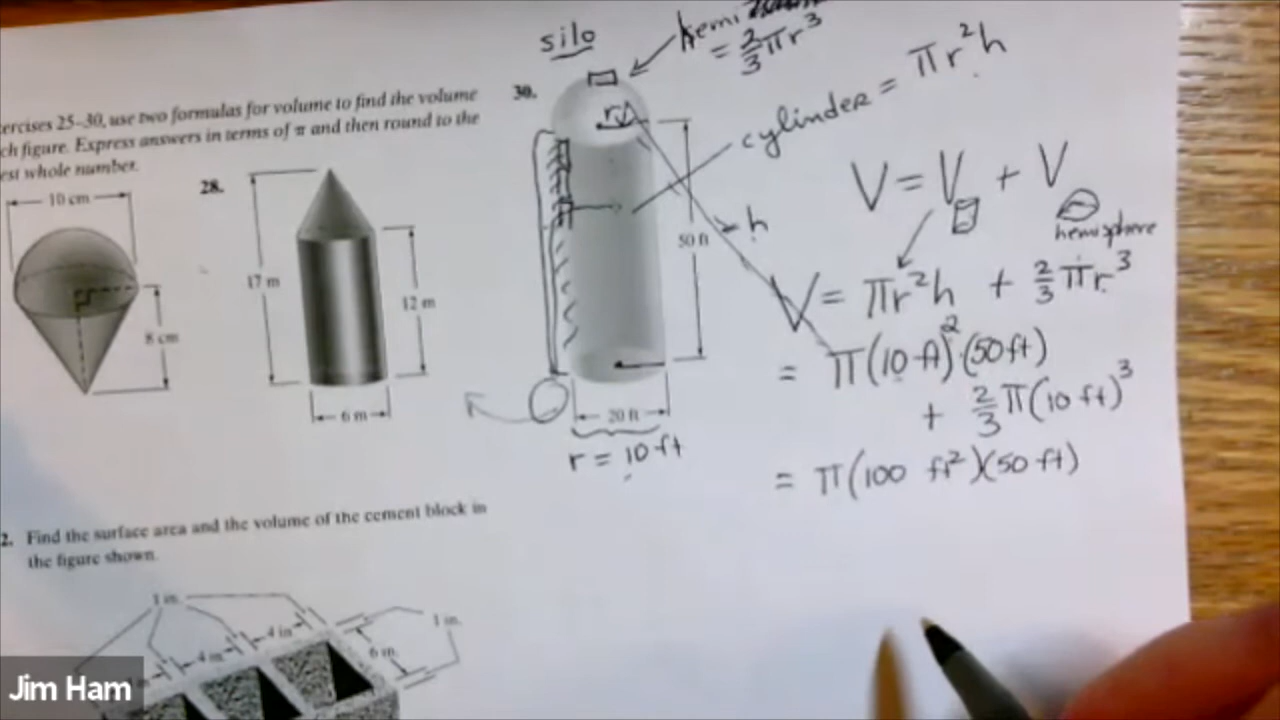 silo
hemi
= 2/3 πr³
cylinder = πr²h
ercises 25–30, use two formulas for volume to find the volume
ch figure. Express answers in terms of π and then round to the
est whole number.
10 cm
8 cm
28.
17 m
12 m
6 m
30.
r
50 ft
h
20 ft
r = 10 ft
V = V + V
hemisphere
V = πr²h + 2/3 πr³
= π(10 ft)²·(50 ft)
+ 2/3 π(10 ft)³
= π(100 ft²)(50 ft)
2. Find the surface area and the volume of the cement block in
the figure shown.
1 in.
4 in
4 in
1 in.
6 in.
Jim Ham